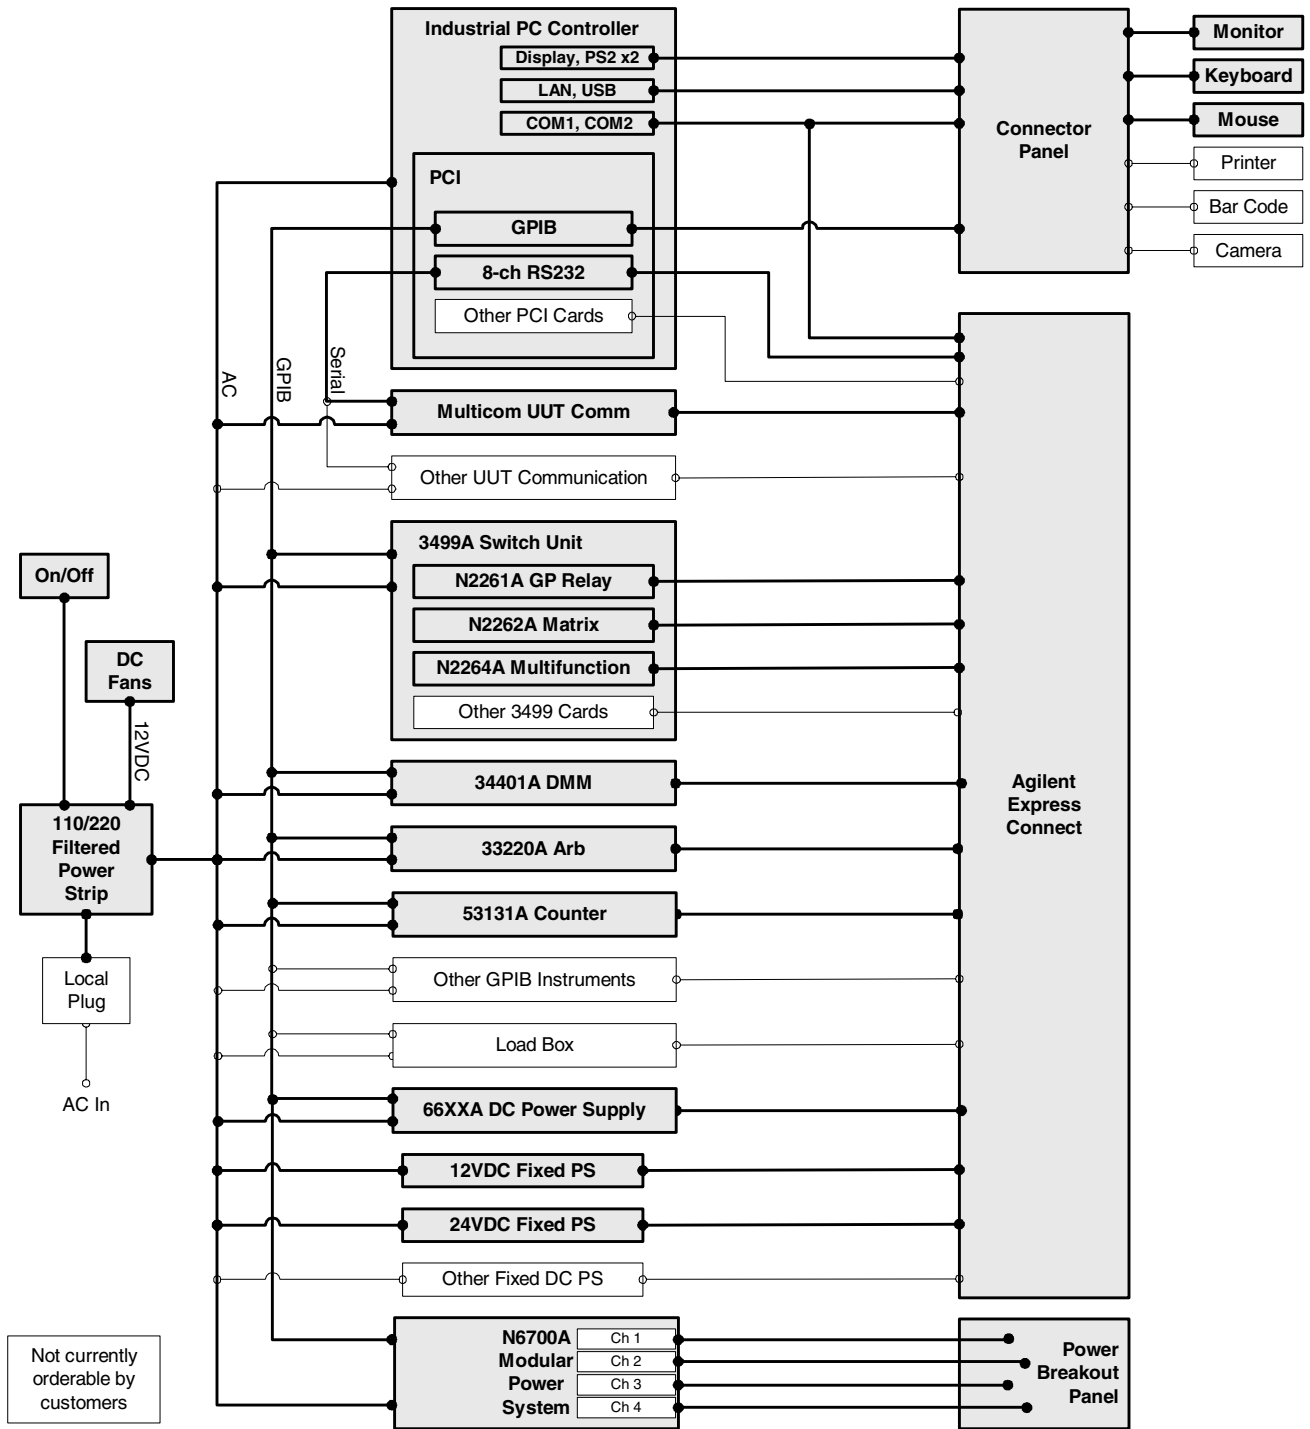 Industrial PC Controller
Display, PS2 x2
LAN, USB
COM1, COM2
PCI
GPIB
8-ch RS232
Other PCI Cards
Connector
Panel
Monitor
Keyboard
Mouse
Printer
Bar Code
Camera
AC
GPIB
Serial
Multicom UUT Comm
Other UUT Communication
3499A Switch Unit
N2261A GP Relay
N2262A Matrix
N2264A Multifunction
Other 3499 Cards
On/Off
DC
Fans
12VDC
110/220
Filtered
Power
Strip
Local
Plug
AC In
34401A DMM
33220A Arb
53131A Counter
Other GPIB Instruments
Load Box
66XXA DC Power Supply
12VDC Fixed PS
24VDC Fixed PS
Other Fixed DC PS
Agilent
Express
Connect
N6700A
Modular
Power
System
Ch 1
Ch 2
Ch 3
Ch 4
Power
Breakout
Panel
Not currently
orderable by
customers